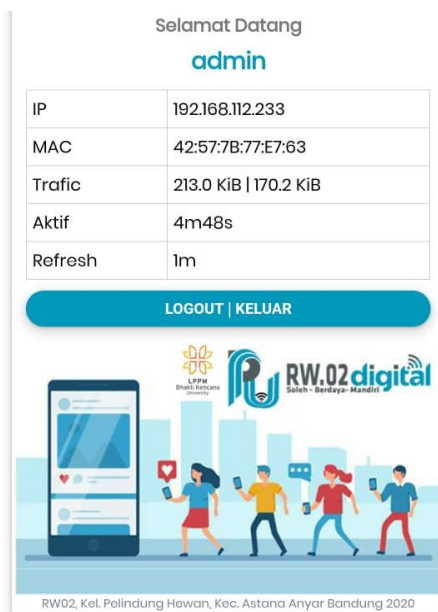 Selamat Datang
admin
IP 192.168.112.233
MAC 42:57:7B:77:E7:63
Trafic 213.0 KiB | 170.2 KiB
Aktif 4m48s
Refresh 1m
LOGOUT | KELUAR
LPPM
Bhakti Kencana
University
RW.02digital
Soleh - Berdaya- Mandiri
RW02, Kel. Pelindung Hewan, Kec. Astana Anyar Bandung 2020